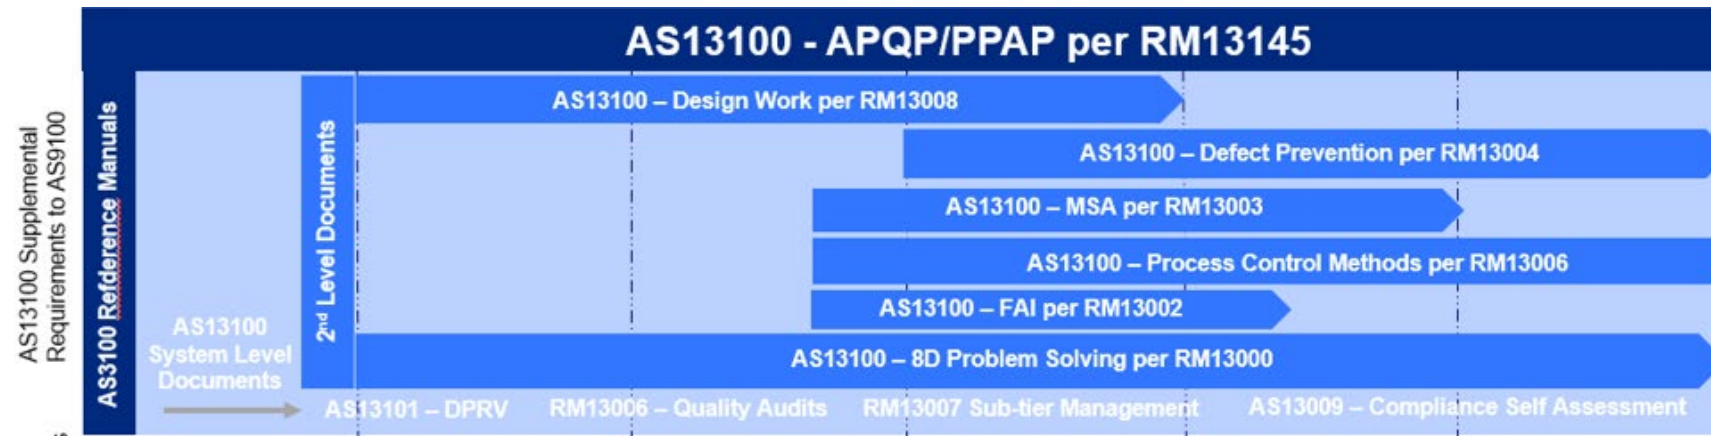 AS13100 - APQP/PPAP per RM13145
AS13100 Supplemental
Requirements to AS9100
AS3100 Refderence Manuals
2nd Level Documents
AS13100 – Design Work per RM13008
AS13100 – Defect Prevention per RM13004
AS13100 – MSA per RM13003
AS13100 – Process Control Methods per RM13006
AS13100 – FAI per RM13002
AS13100 – 8D Problem Solving per RM13000
AS13100
System Level
Documents
AS13101 – DPRV
RM13006 – Quality Audits
RM13007 Sub-tier Management
AS13009 – Compliance Self Assessment